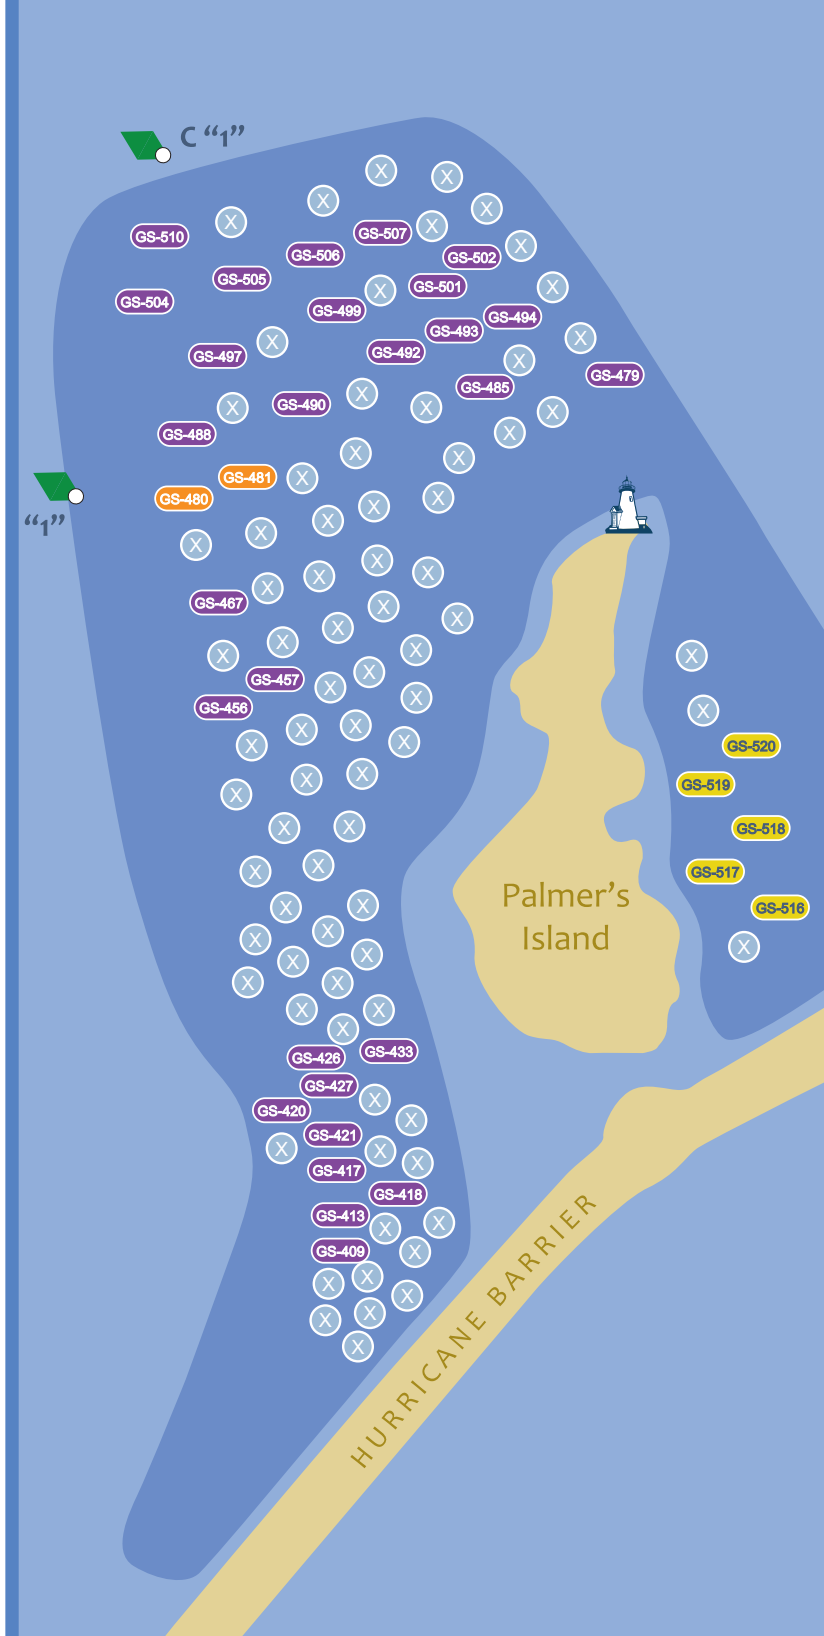 C “1”
X
X
X
X
X
X
GS-510
GS-507
X
GS-506
GS-502
X
GS-505
GS-501
X
X
GS-504
GS-499
GS-494
GS-493
X
X
GS-497
GS-492
X
GS-479
GS-485
X
GS-490
X
X
X
GS-488
X
X
X
GS-481
X
GS-480
X
“1”
X
X
X
X
X
X
X
X
GS-467
X
X
X
X
X
X
X
X
GS-457
X
X
GS-456
X
X
X
X
X
GS-520
X
X
GS-519
X
X
X
GS-518
X
X
GS-517
Palmer’s
Island
X
X
GS-516
X
X
X
X
X
X
X
X
X
X
GS-433
GS-426
GS-427
X
GS-420
X
GS-421
X
X
X
GS-417
GS-418
GS-413
X
X
GS-409
X
X
X
X
X
X
X
HURRICANE BARRIER